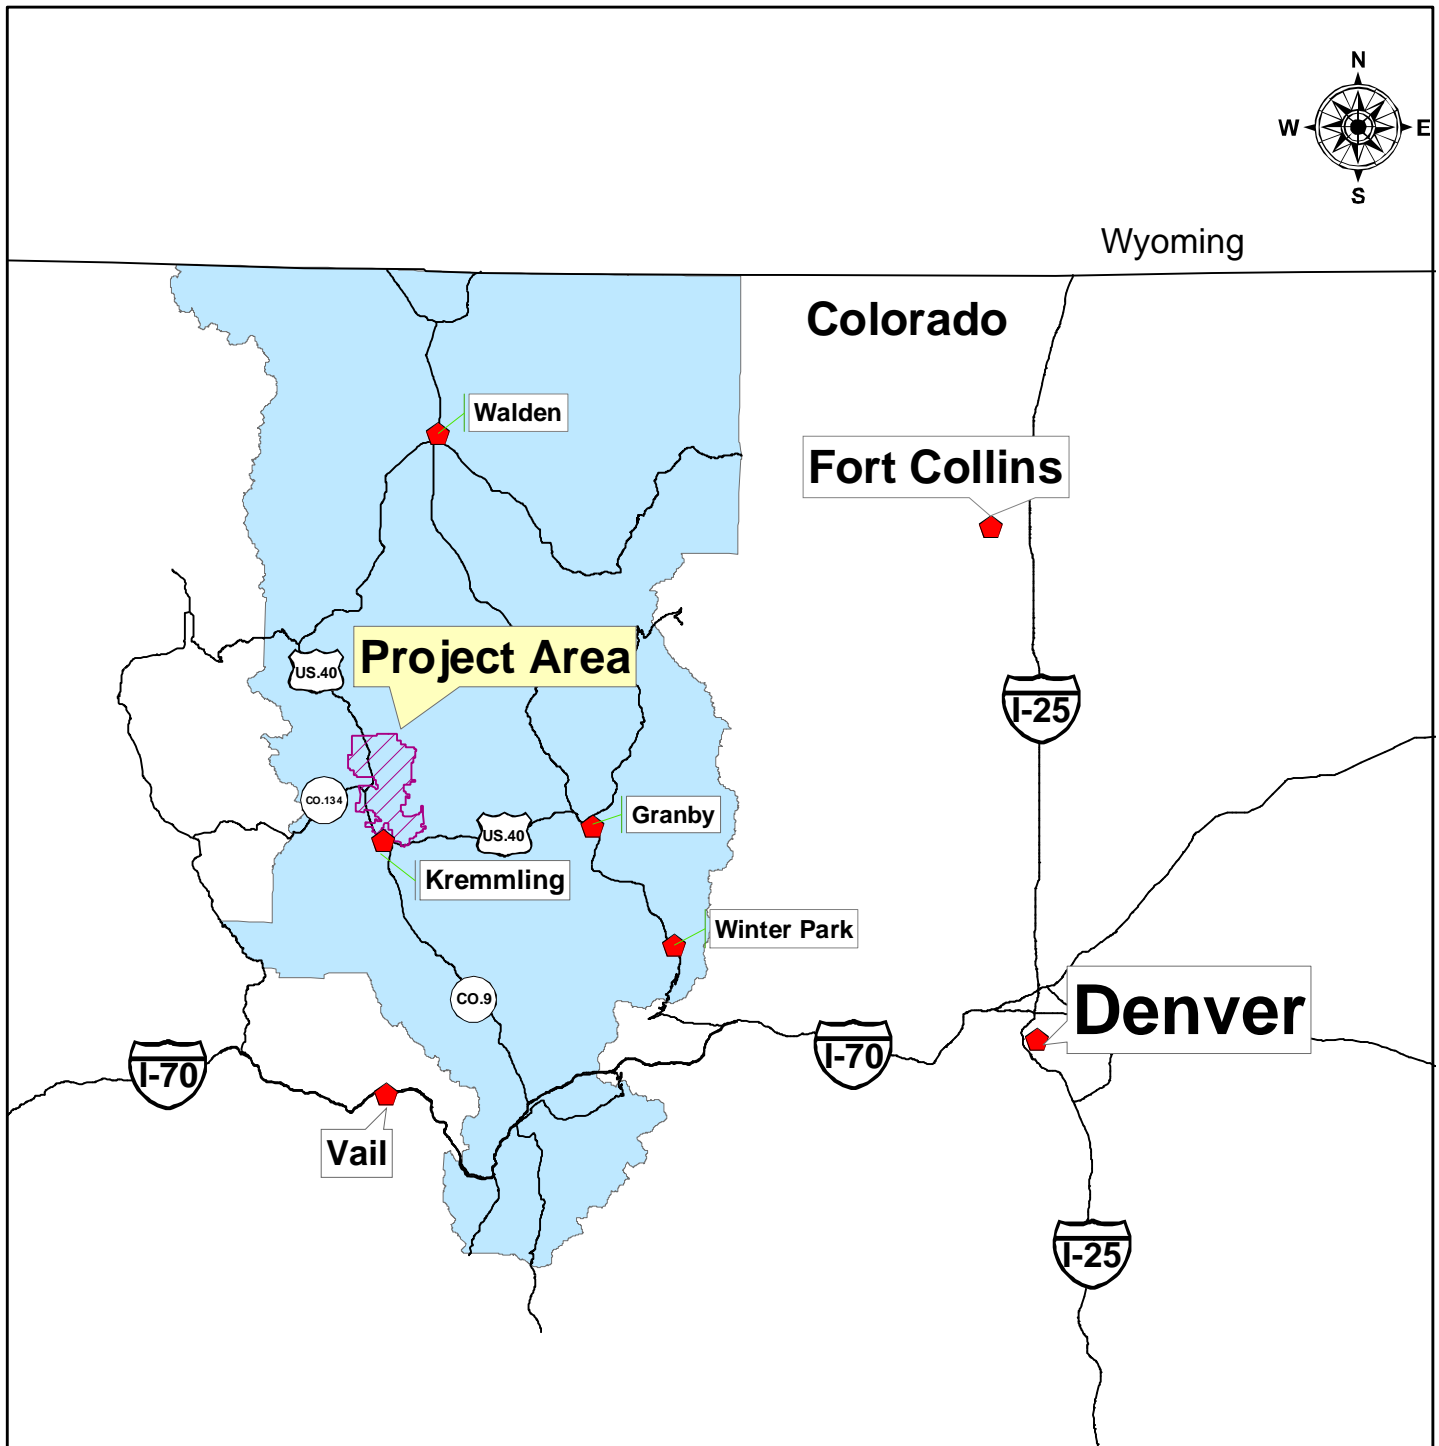 N
W E
S
Wyoming
Colorado
Walden
Fort Collins
Project Area
US.40
I-25
CO.134
Granby
US.40
Kremmling
Winter Park
CO.9
Denver
I-70
I-70
Vail
I-25